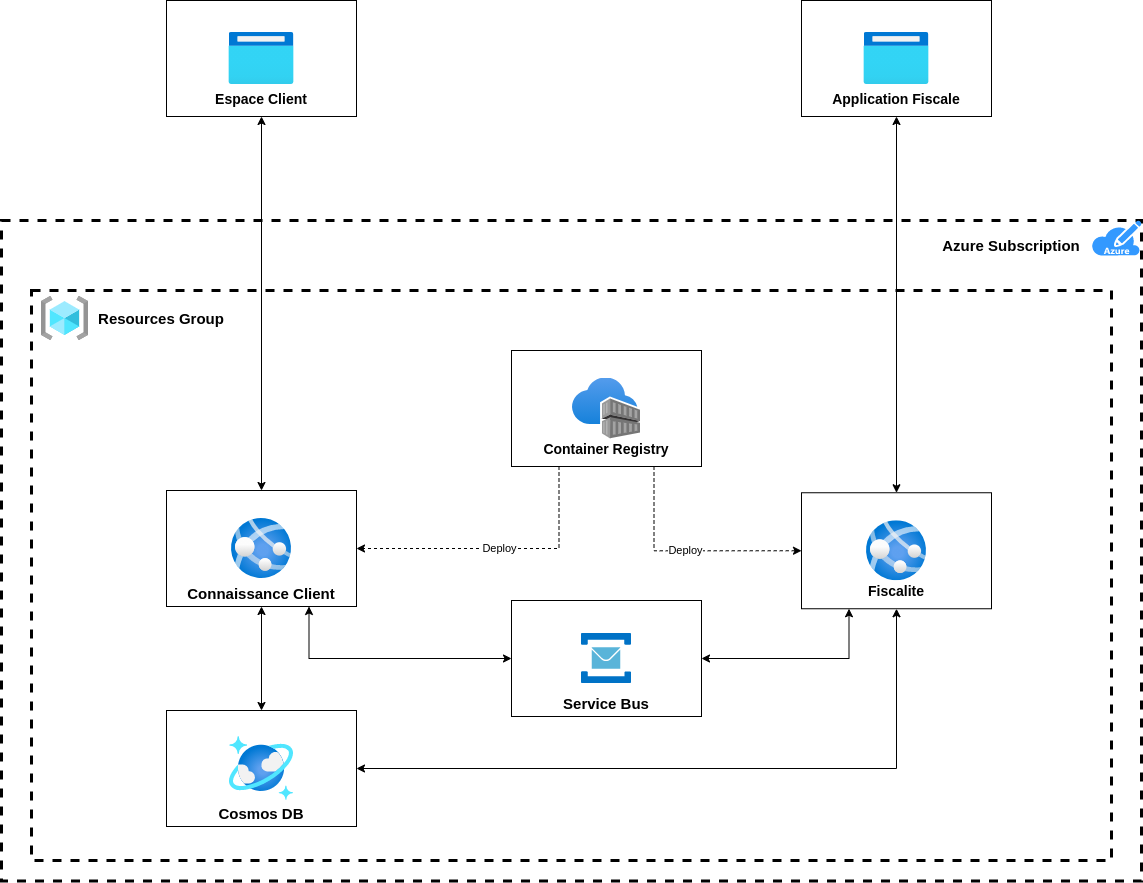 Espace Client
Application Fiscale
Azure Subscription
Azure
Resources Group
Container Registry
Deploy
Deploy
Connaissance Client
Fiscalite
Service Bus
Cosmos DB